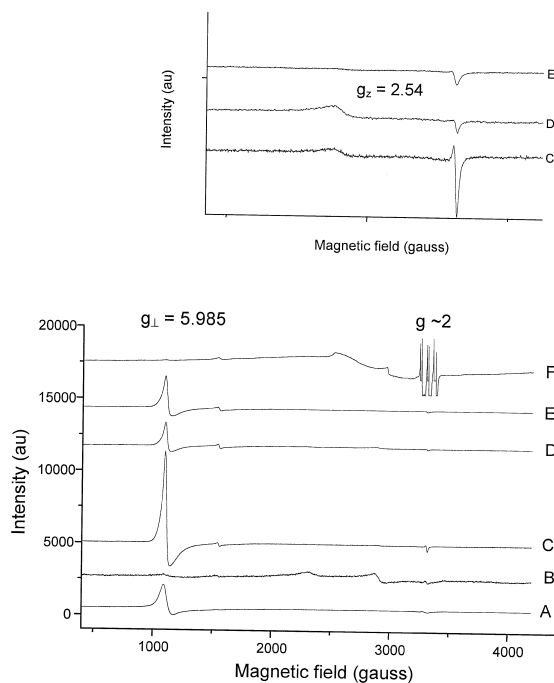 E
g_z = 2.54
D
C
Intensity (au)
Magnetic field (gauss)
g⊥ = 5.985
g ~2
20000
F
15000
E
D
10000
5000
C
B
0
A
Intensity (au)
1000
2000
3000
4000
Magnetic field (gauss)